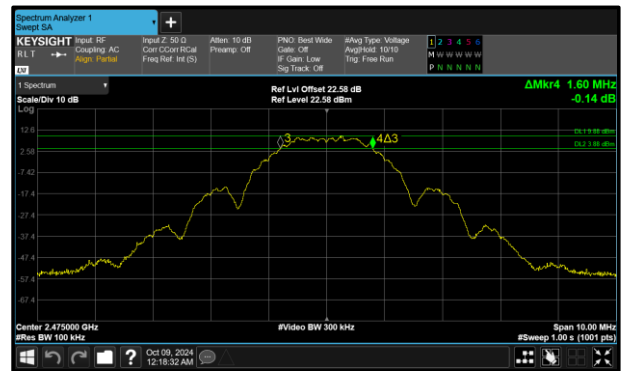 Spectrum Analyzer 1
Swept SA
KEYSIGHT
RLT
Input: RF
Coupling: AC
Align: Partial
Input Z: 50 Ω
Corr CCorr RCal
Freq Ref: Int (S)
Atten: 10 dB
Preamp: Off
PNO: Best Wide
Gate: Off
IF Gain: Low
Sig Track: Off
#Avg Type: Voltage
Avg|Hold: 10/10
Trig: Free Run
1 2 3 4 5 6
M W W W W W
P N N N N N
1 Spectrum
Scale/Div 10 dB
Log
Ref Lvl Offset 22.58 dB
Ref Level 22.58 dBm
ΔMkr4 1.60 MHz
-0.14 dB
12.6
2.58
-7.42
-17.4
-27.4
-37.4
-47.4
-57.4
-67.4
3
4Δ3
DL1 9.88 dBm
DL2 3.88 dBm
Center 2.475000 GHz
#Res BW 100 kHz
#Video BW 300 kHz
Span 10.00 MHz
#Sweep 1.00 s (1001 pts)
?
Oct 09, 2024
12:18:32 AM